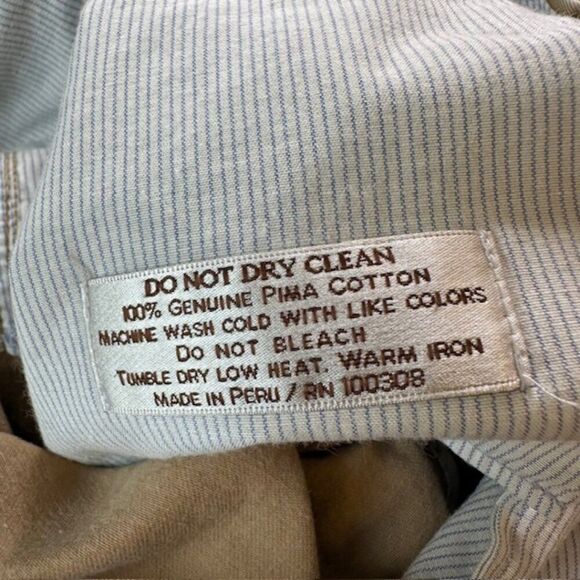 DO NOT DRY CLEAN
100% GENUINE PIMA COTTON
MACHINE WASH COLD WITH LIKE COLORS
DO NOT BLEACH
TUMBLE DRY LOW HEAT. WARM IRON
MADE IN PERU / RN 100308